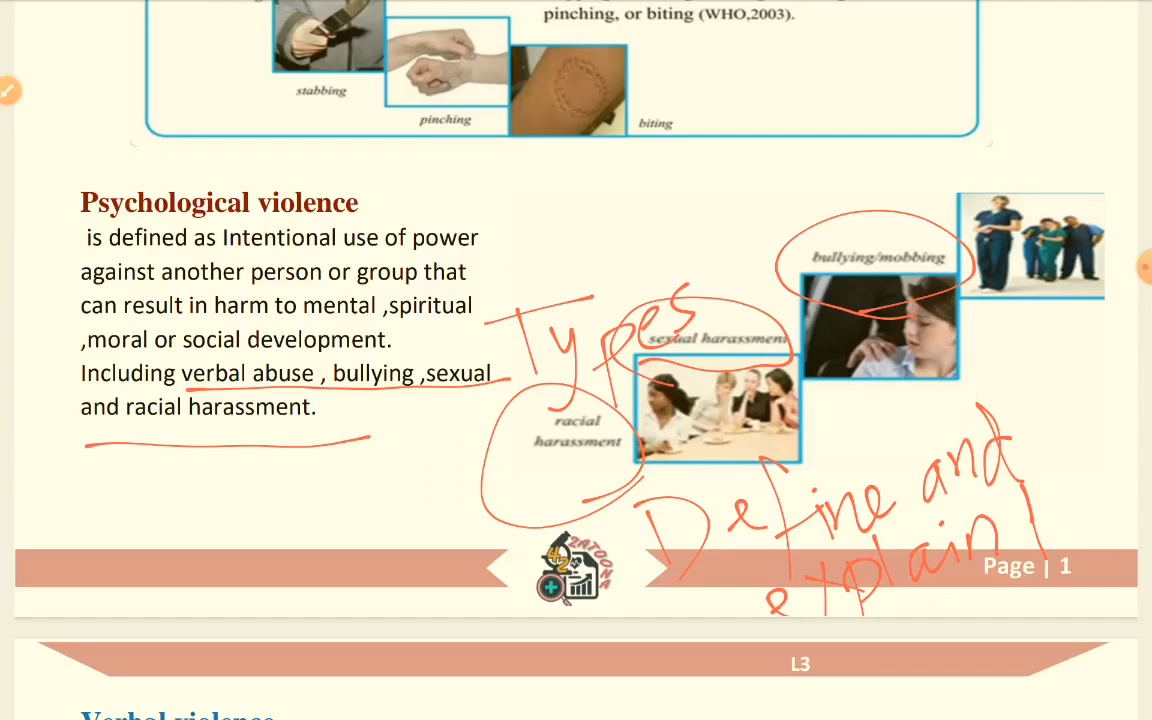 pinching, or biting (WHO,2003).
stabbing
pinching
biting
Psychological violence
is defined as Intentional use of power
against another person or group that
can result in harm to mental ,spiritual
,moral or social development.
Including verbal abuse , bullying ,sexual
and racial harassment.
bullying/mobbing
sexual harassment
racial
harassment
Types
Define and
explain
4Z
ZATOONA
Page | 1
L3
Verbal violence